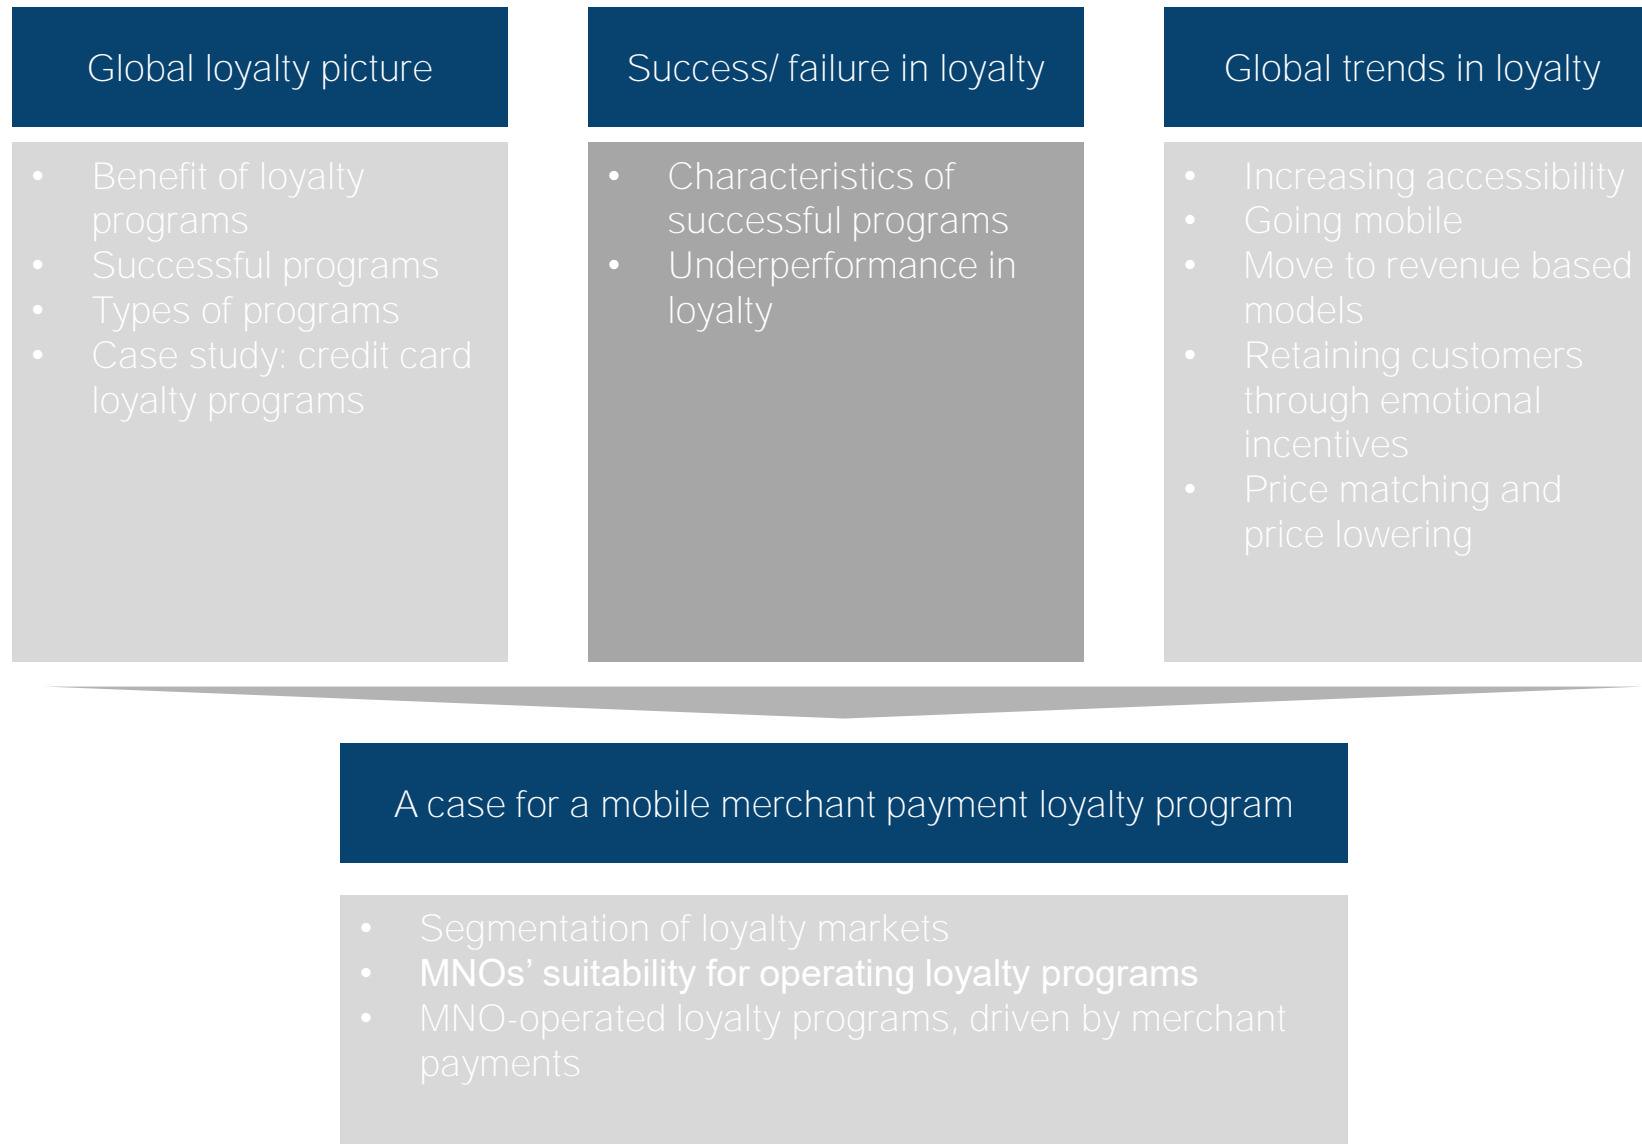 Global loyalty picture
• Benefit of loyalty
programs
• Successful programs
• Types of programs
• Case study: credit card
loyalty programs
Success/ failure in loyalty
• Characteristics of
successful programs
• Underperformance in
loyalty
Global trends in loyalty
• Increasing accessibility
• Going mobile
• Move to revenue based
models
• Retaining customers
through emotional
incentives
• Price matching and
price lowering
A case for a mobile merchant payment loyalty program
• Segmentation of loyalty markets
• MNOs’ suitability for operating loyalty programs
• MNO-operated loyalty programs, driven by merchant
payments